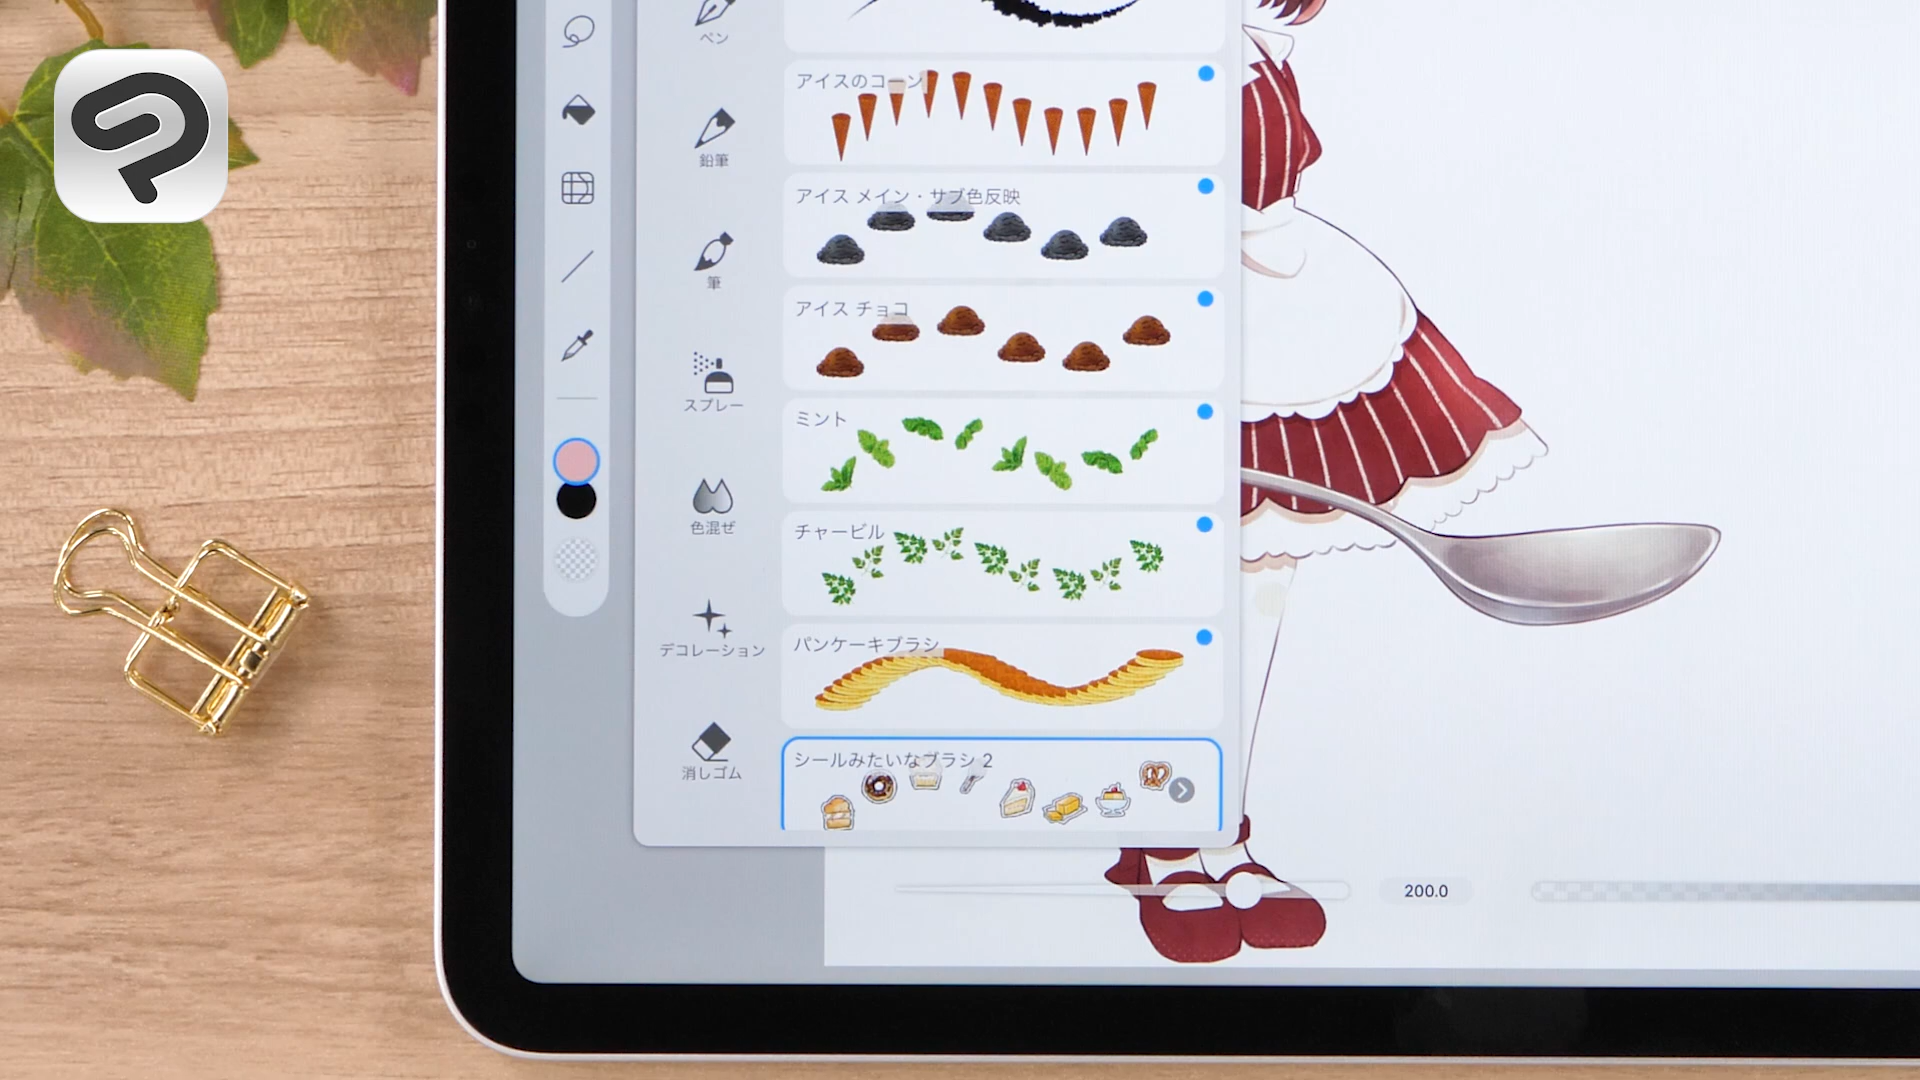 ペン
鉛筆
筆
スプレー
色混ぜ
デコレーション
消しゴム
アイスのコーン
アイス メイン・サブ色反映
アイス チョコ
ミント
チャービル
パンケーキブラシ
シールみたいなブラシ 2
200.0